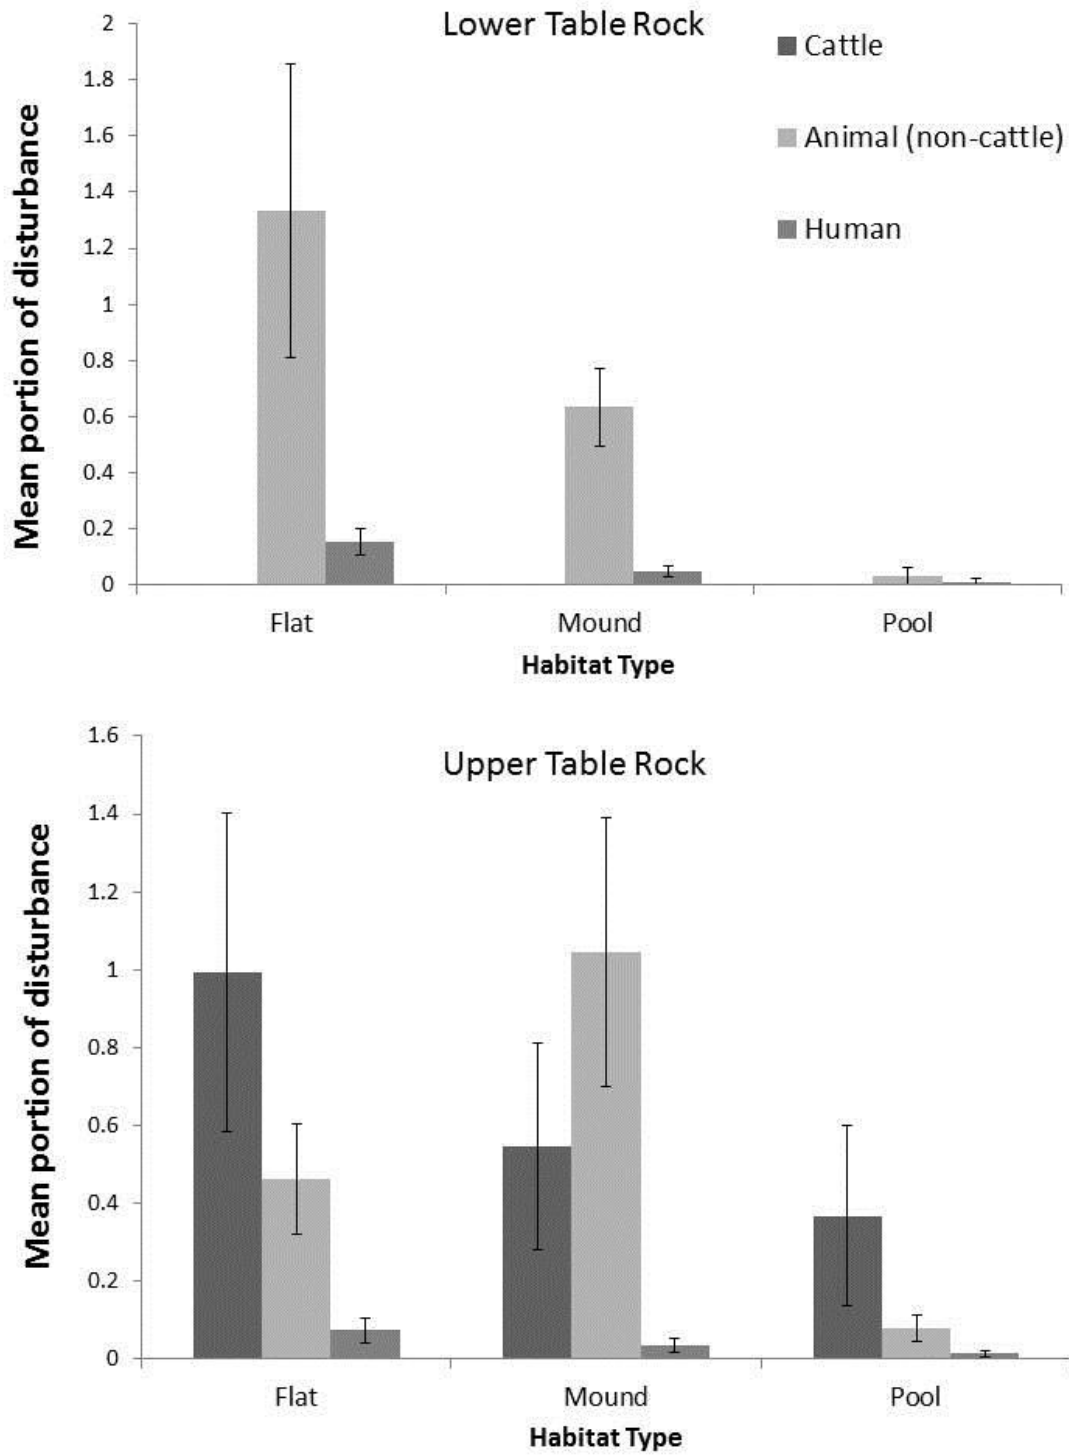 Lower Table Rock
Cattle
Animal (non-cattle)
Human
Mean portion of disturbance
2
1.8
1.6
1.4
1.2
1
0.8
0.6
0.4
0.2
0
Flat Mound Pool
Habitat Type
Upper Table Rock
Mean portion of disturbance
1.6
1.4
1.2
1
0.8
0.6
0.4
0.2
0
Flat Mound Pool
Habitat Type